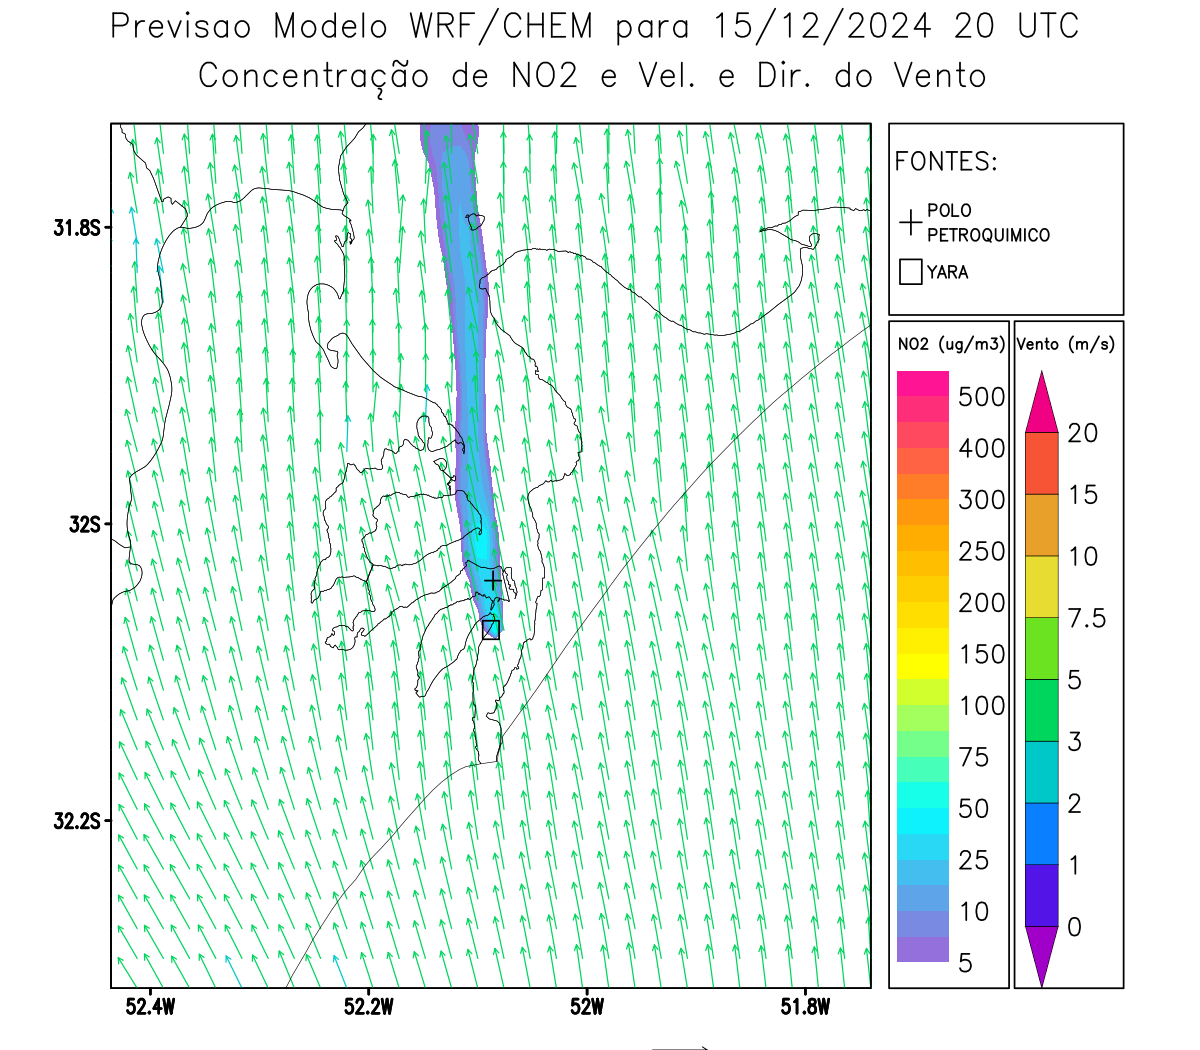 Previsao Modelo WRF/CHEM para 15/12/2024 20 UTC
Concentração de NO2 e Vel. e Dir. do Vento
FONTES:
POLO
PETROQUIMICO
YARA
NO2 (ug/m3)
500
400
300
250
200
150
100
75
50
25
10
5
Vento (m/s)
20
15
10
7.5
5
3
2
1
0
31.8S
32S
32.2S
52.4W
52.2W
52W
51.8W